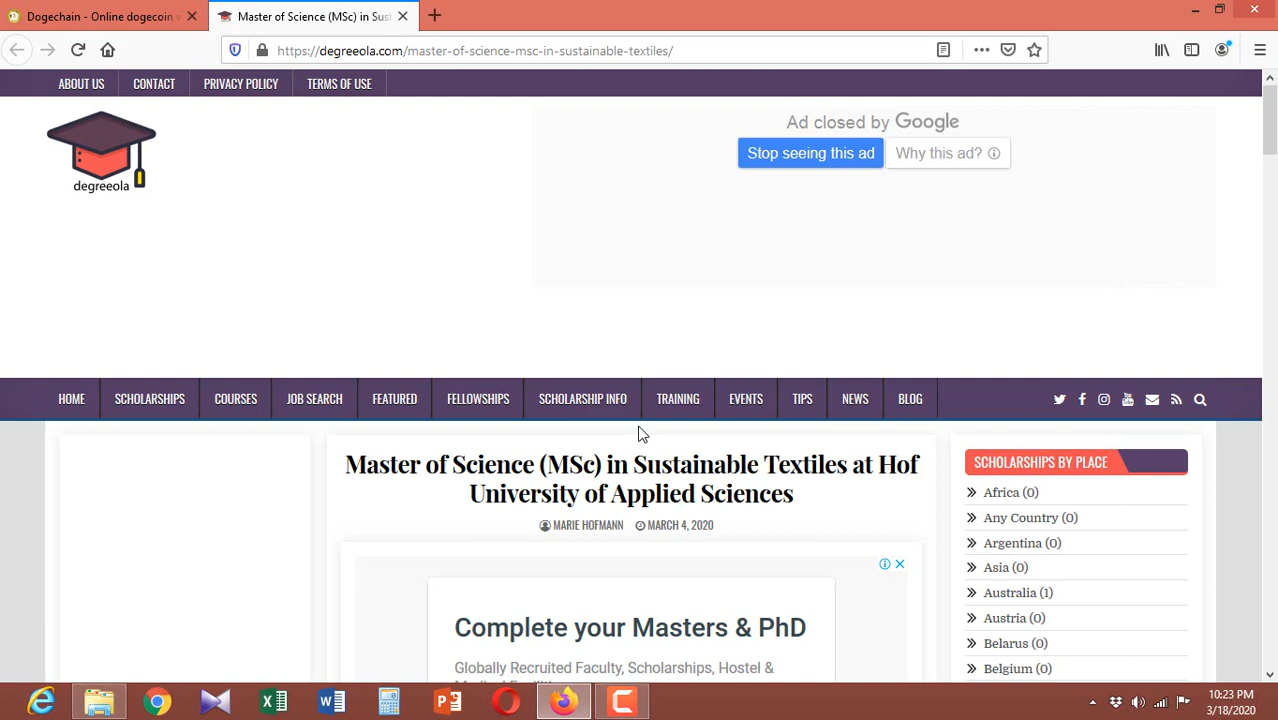 Dogechain - Online dogecoin
Master of Science (MSc) in Sust
https://degreeola.com/master-of-science-msc-in-sustainable-textiles/
ABOUT US CONTACT PRIVACY POLICY TERMS OF USE
degreeola
Ad closed by Google
Stop seeing this ad Why this ad?
HOME SCHOLARSHIPS COURSES JOB SEARCH FEATURED FELLOWSHIPS SCHOLARSHIP INFO TRAINING EVENTS TIPS NEWS BLOG
Master of Science (MSc) in Sustainable Textiles at Hof
University of Applied Sciences
MARIE HOFMANN MARCH 4, 2020
Complete your Masters & PhD
Globally Recruited Faculty, Scholarships, Hostel &
SCHOLARSHIPS BY PLACE
Africa (0)
Any Country (0)
Argentina (0)
Asia (0)
Australia (1)
Austria (0)
Belarus (0)
Belgium (0)
10:23 PM
3/18/2020